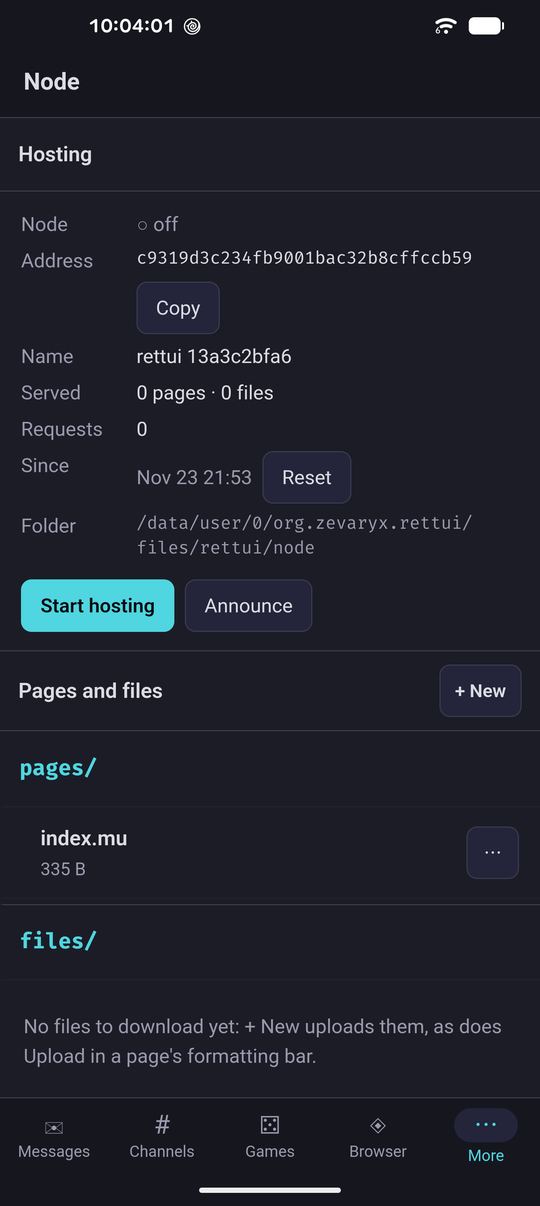 10:04:01
Node
Hosting
Node ○ off
Address c9319d3c234fb9001bac32b8cffccb59
Copy
Name rettui 13a3c2bfa6
Served 0 pages · 0 files
Requests 0
Since Nov 23 21:53 Reset
Folder /data/user/0/org.zevaryx.rettui/
files/rettui/node
Start hosting Announce
Pages and files + New
pages/
index.mu
335 B
...
files/
No files to download yet: + New uploads them, as does
Upload in a page's formatting bar.
Messages # Channels Games Browser ... More